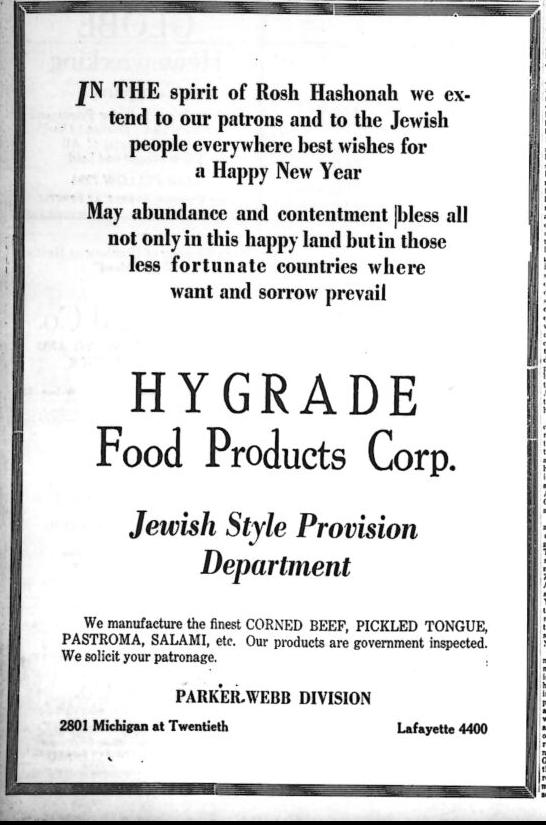 IN THE spirit of Rosh Hashonah we ex-
tend to our patrons and to the Jewish
people everywhere best wishes for
a Happy New Year
May abundance and contentment bless all
not only in this happy land but in those
less fortunate countries where
want and sorrow prevail
HYGRADE
Food Products Corp.
Jewish Style Provision
Department
We manufacture the finest CORNED BEEF, PICKLED TONGUE,
PASTROMA, SALAMI, etc. Our products are government inspected.
We solicit your patronage.
PARKER-WEBB DIVISION
2801 Michigan at Twentieth
Lafayette 4400